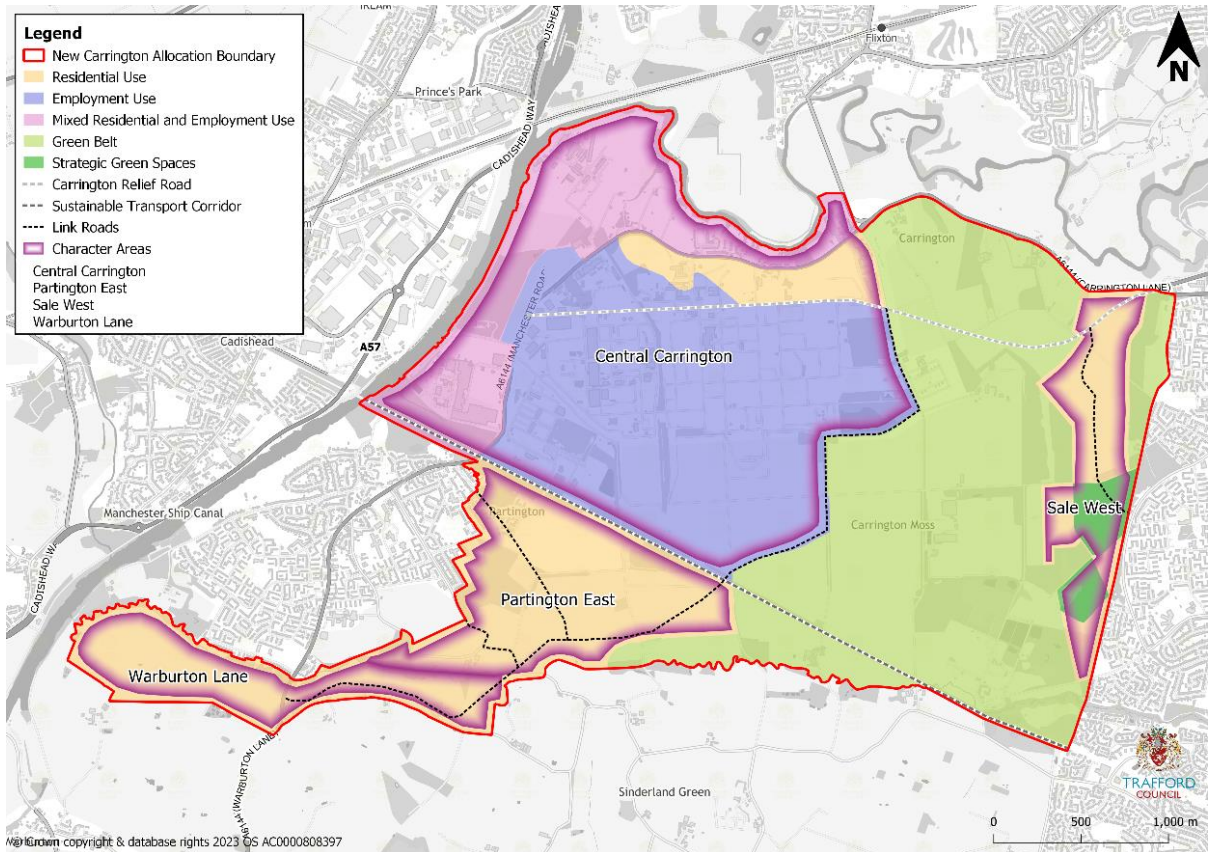 Legend
New Carrington Allocation Boundary
Residential Use
Employment Use
Mixed Residential and Employment Use
Green Belt
Strategic Green Spaces
Carrington Relief Road
Sustainable Transport Corridor
Link Roads
Character Areas
Central Carrington
Partington East
Sale West
Warburton Lane
IRLAM
CADISHEAD WAY
Flixton
N
Prince's Park
CADISHEAD WAY
Carrington
A6144 (CARRINGTON LANE)
A6144 (MANCHESTER ROAD)
Cadishead
A57
Central Carrington
Manchester Ship Canal
Partington
Carrington Moss
Sale West
CADISHEAD WA
Partington East
Warburton Lane
A6144 (WARBURTON LANE)
Sinderland Green
TRAFFORD
COUNCIL
0 500 1,000 m
© Crown copyright & database rights 2023 OS AC0000808397